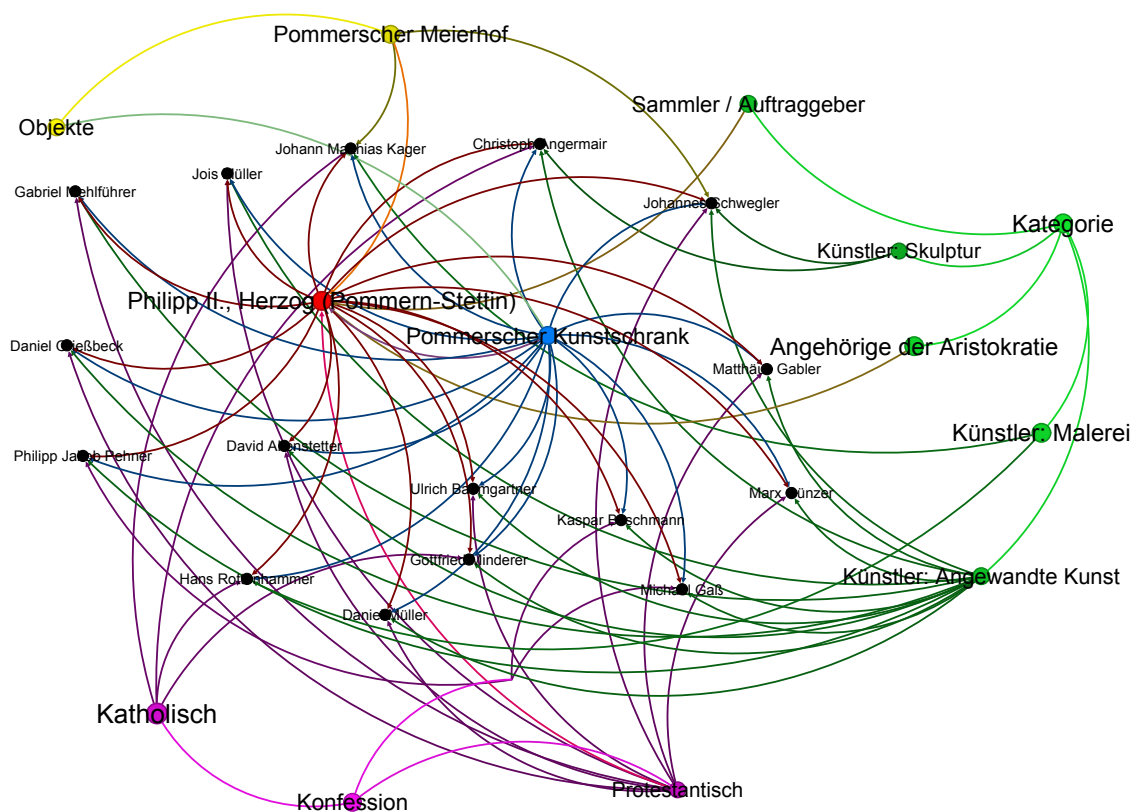 Pommerscher Meierhof
Sammler / Auftraggeber
Objekte
Johann Matthias Kager
Christoph Angermair
Jois Müller
Gabriel Mehlführer
Johannes Schwegler
Kategorie
Künstler: Skulptur
Philipp II., Herzog (Pommern-Stettin)
Pommerscher Kunstschrank
Daniel Grießbeck
Angehörige der Aristokratie
Matthäus Gabler
Künstler: Malerei
David Altenstetter
Philipp Jacob
Ulrich Baumgartner
Marx Günzer
Kaspar
Gottfried Münderer
Hans Rottenhammer
Künstler: Angewandte Kunst
Michael Gaß
Daniel Müller
Katholisch
Protestantisch
Konfession